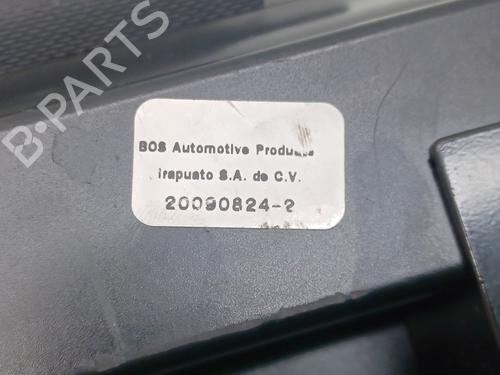 BOS Automotive Products
Irapuato S.A. de C.V.
20090824-2
B-PARTS